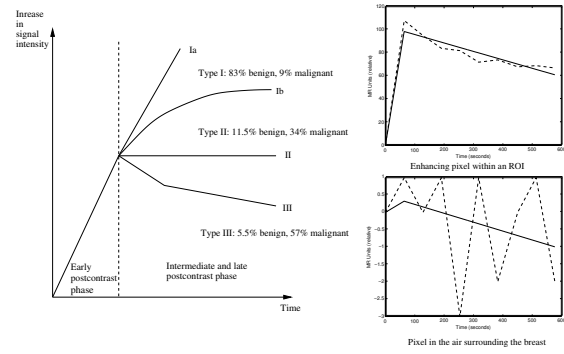 Inrease
in
signal
intensity
Ia
Type I: 83% benign, 9% malignant
Ib
Type II: 11.5% benign, 34% malignant
II
III
Type III: 5.5% benign, 57% malignant
Early
postcontrast
phase
Intermediate and late
postcontrast phase
Time
120
100
80
60
40
20
0
MR Units (relative)
0 100 200 300 400 500 600
Time (seconds)
Enhancing pixel within an ROI
1
0.5
0
−0.5
−1
−1.5
−2
−2.5
−3
MR Units (Relative)
0 100 200 300 400 500 600
Time (seconds)
Pixel in the air surrounding the breast